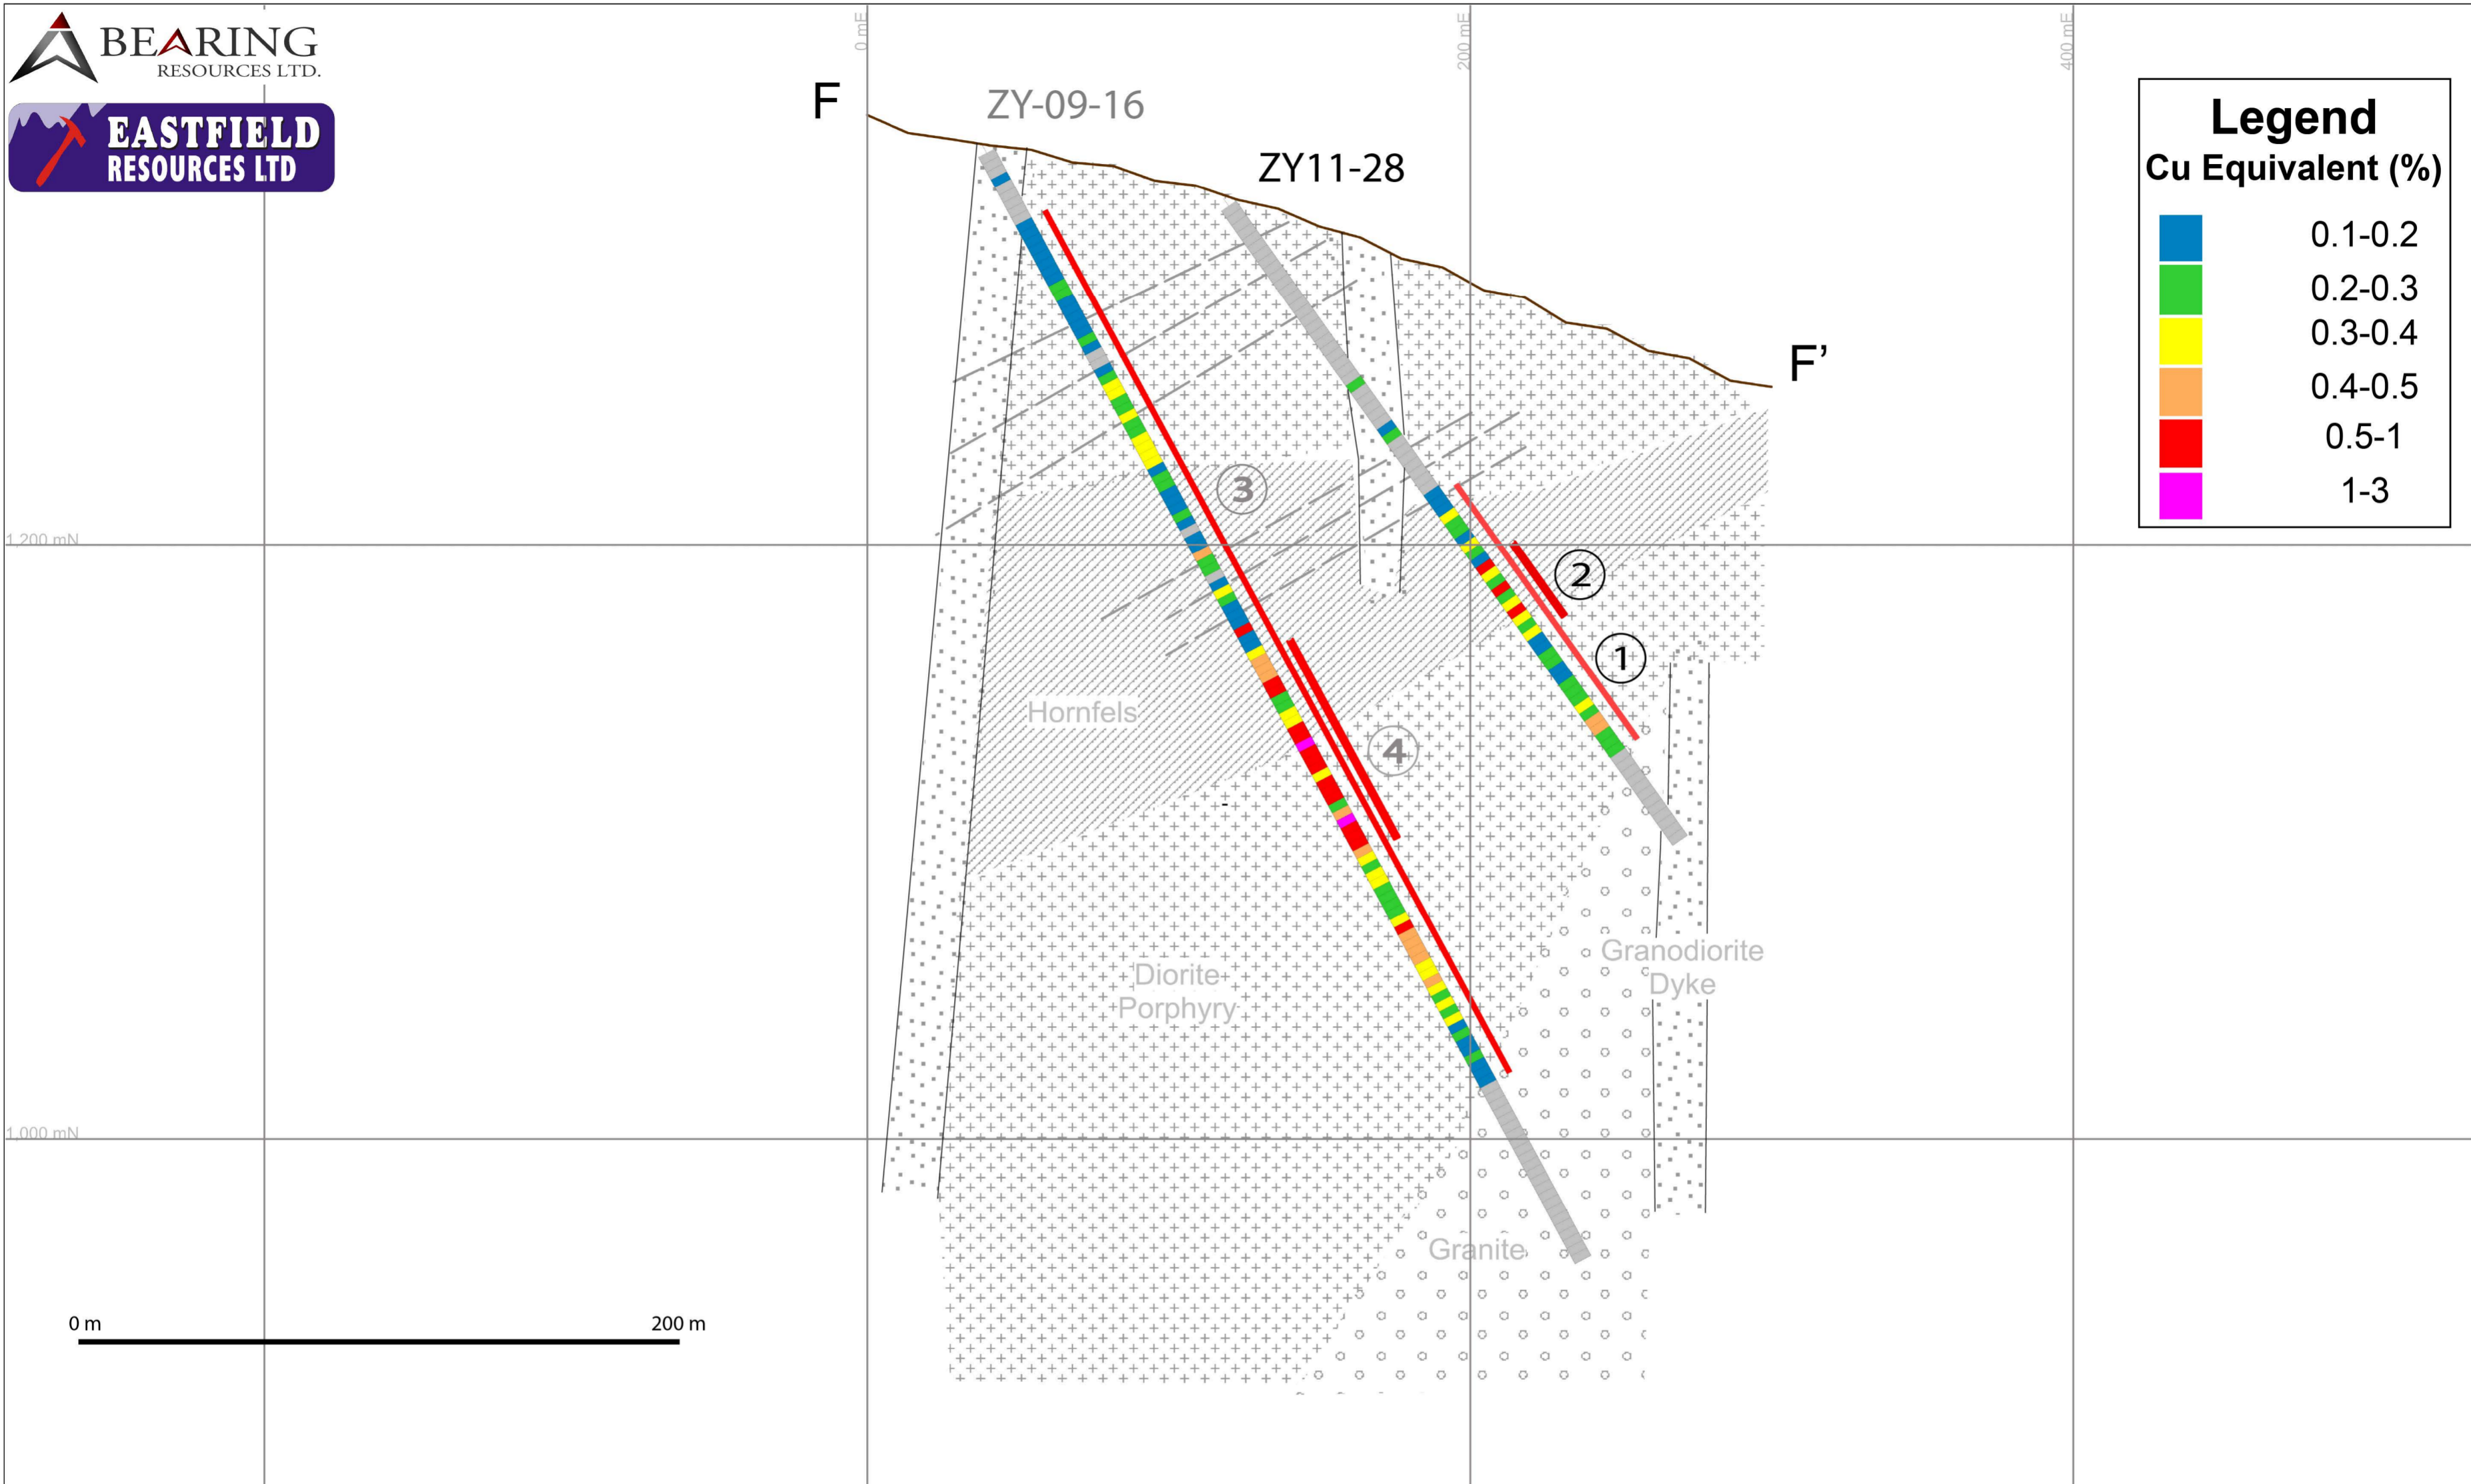 BEARING
RESOURCES LTD.
EASTFIELD
RESOURCES LTD
0 mE
200 mE
400 mE
F
ZY-09-16
ZY11-28
F’
Legend
Cu Equivalent (%)
0.1-0.2
0.2-0.3
0.3-0.4
0.4-0.5
0.5-1
1-3
1,200 mN
3
2
1
Hornfels
4
Granodiorite
Dyke
Diorite
Porphyry
1,000 mN
Granite
0 m
200 m